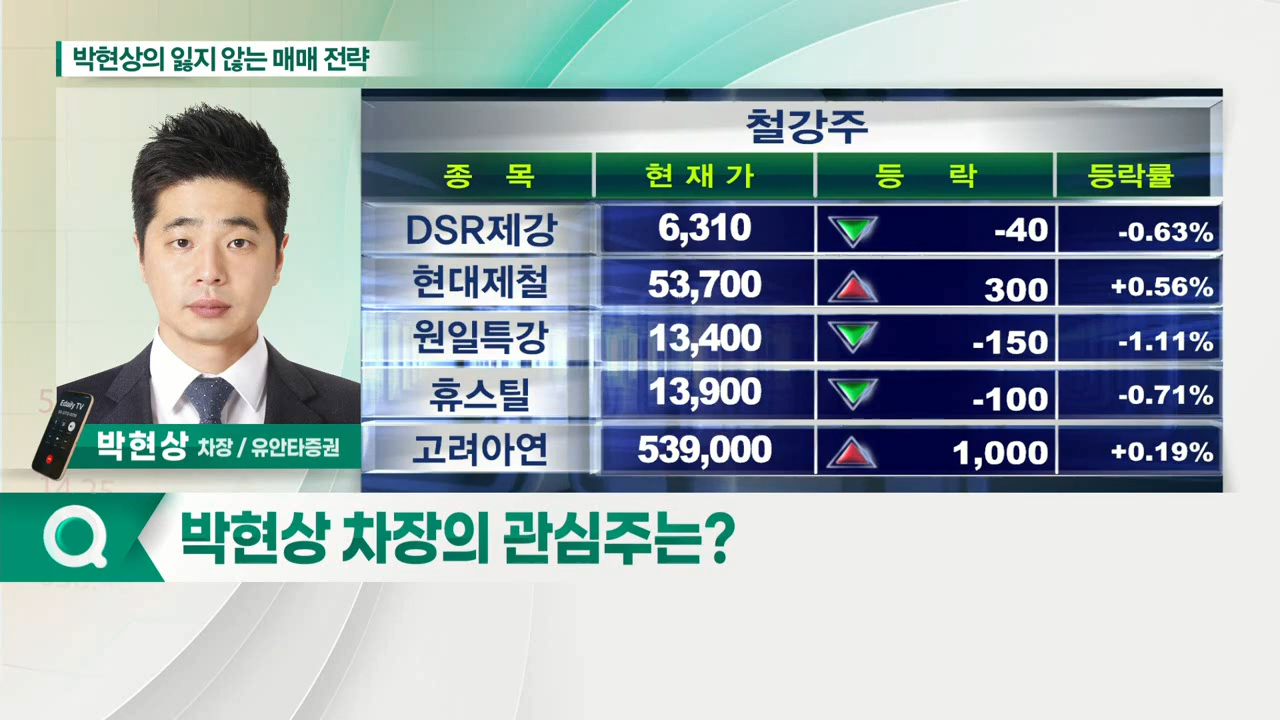 박현상의 잃지 않는 매매 전략
철강주
종 목 현 재 가 등 락 등락률
DSR제강 6,310 -40 -0.63%
현대제철 53,700 300 +0.56%
원일특강 13,400 -150 -1.11%
휴스틸 13,900 -100 -0.71%
고려아연 539,000 1,000 +0.19%
Edaily TV
박현상 차장 / 유안타증권
박현상 차장의 관심주는?